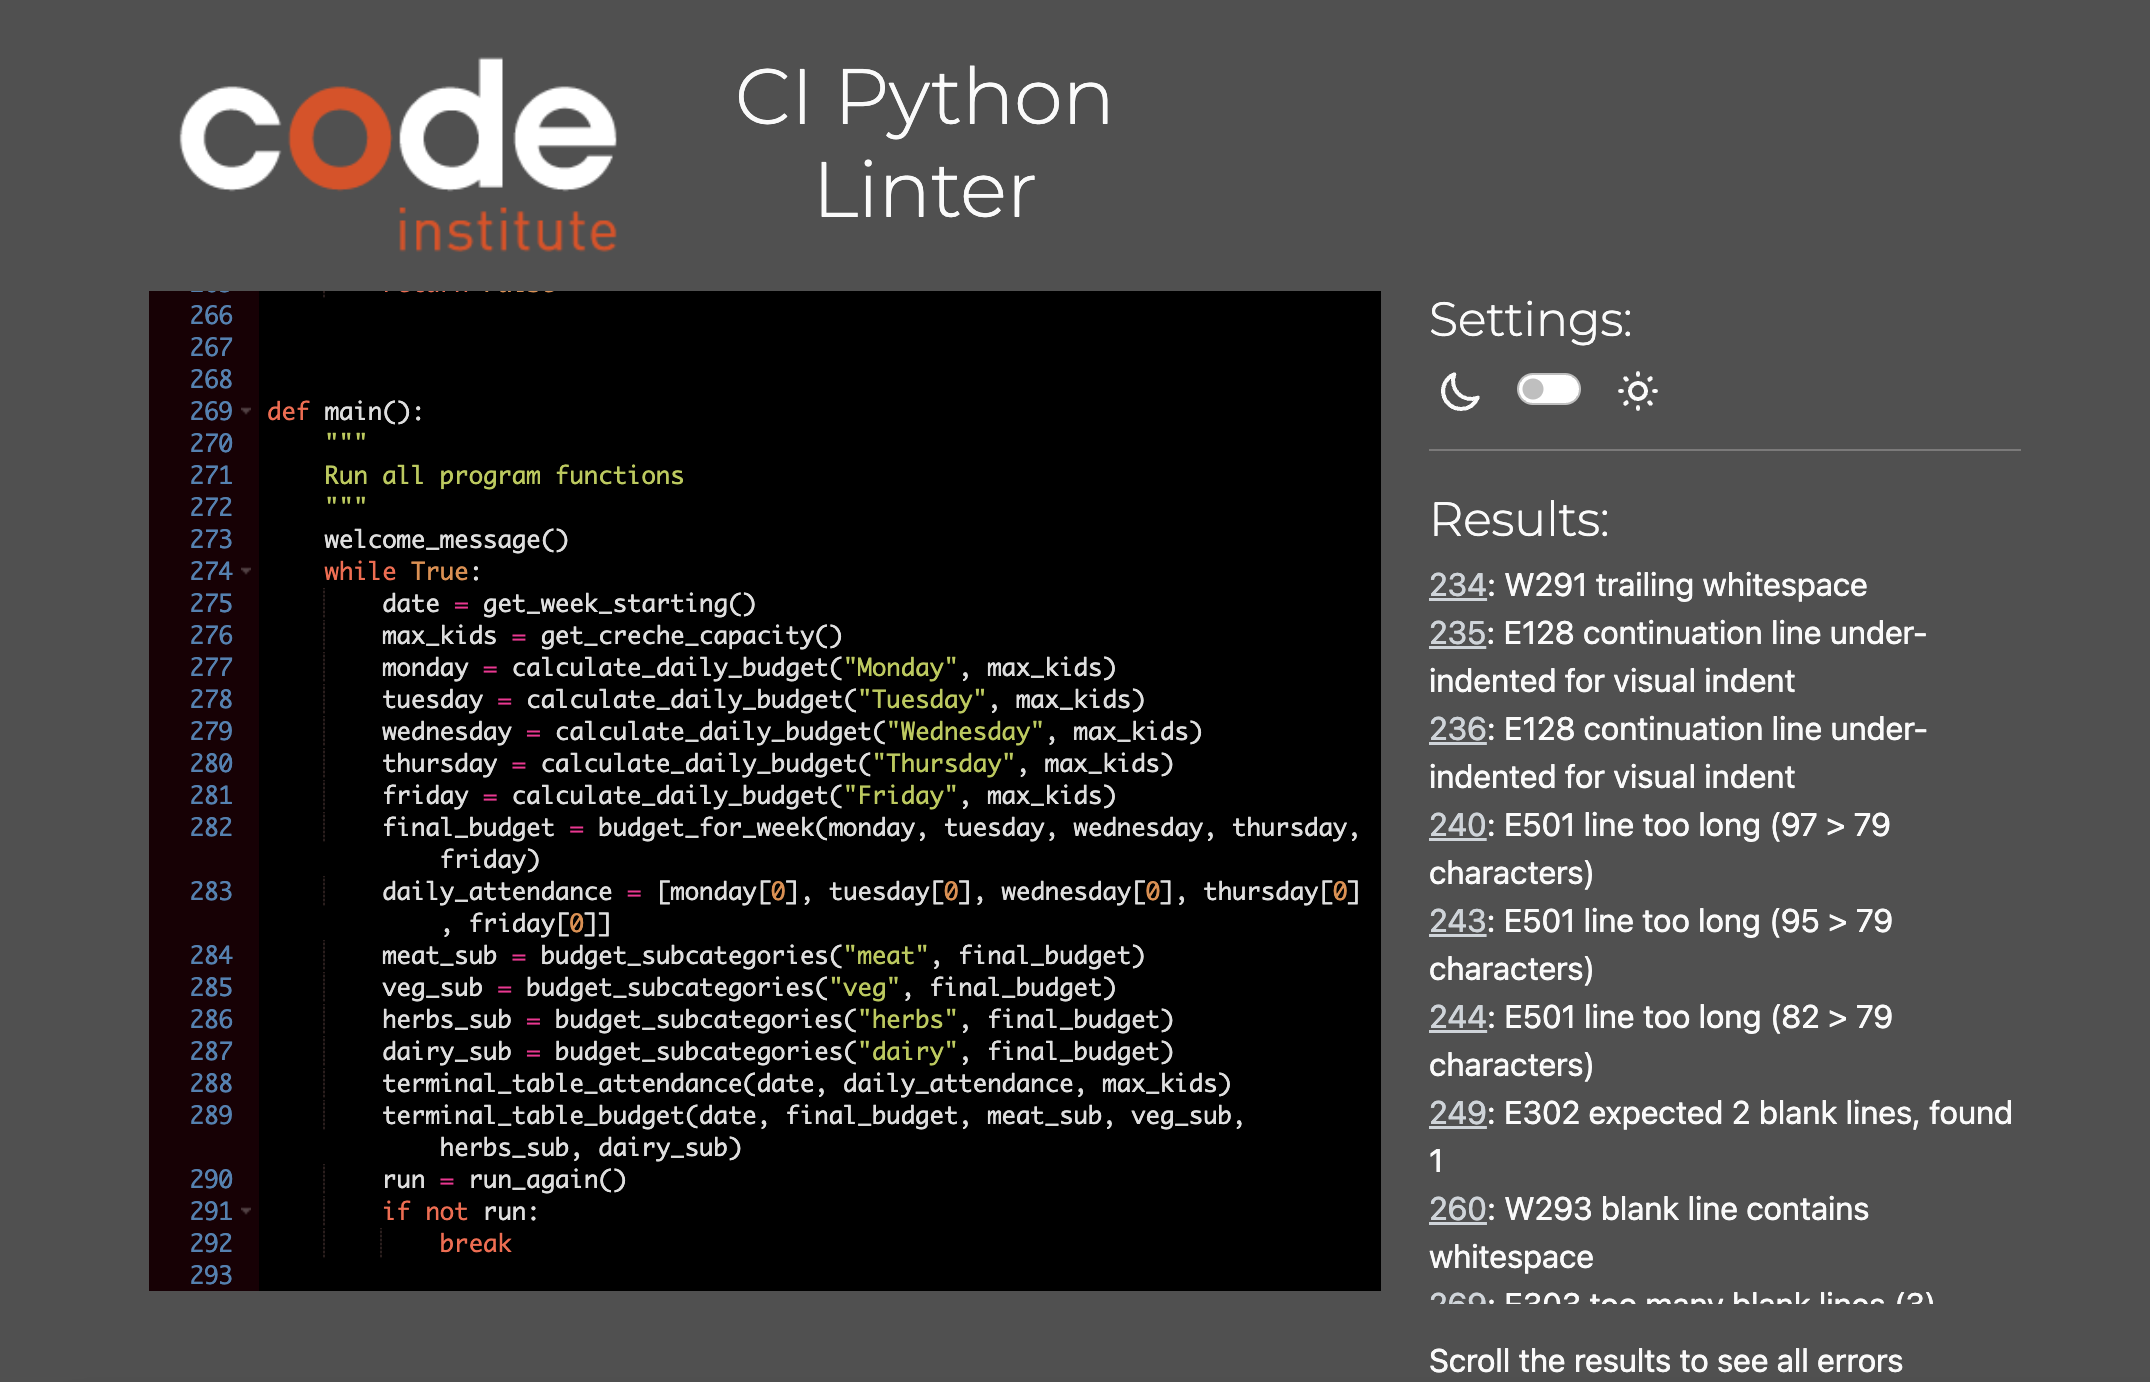 code
institute
CI Python
Linter
266
267
268
269 def main():
270 """
271 Run all program functions
272 """
273 welcome_message()
274 while True:
275 date = get_week_starting()
276 max_kids = get_creche_capacity()
277 monday = calculate_daily_budget("Monday", max_kids)
278 tuesday = calculate_daily_budget("Tuesday", max_kids)
279 wednesday = calculate_daily_budget("Wednesday", max_kids)
280 thursday = calculate_daily_budget("Thursday", max_kids)
281 friday = calculate_daily_budget("Friday", max_kids)
282 final_budget = budget_for_week(monday, tuesday, wednesday, thursday,
friday)
283 daily_attendance = [monday[0], tuesday[0], wednesday[0], thursday[0]
, friday[0]]
284 meat_sub = budget_subcategories("meat", final_budget)
285 veg_sub = budget_subcategories("veg", final_budget)
286 herbs_sub = budget_subcategories("herbs", final_budget)
287 dairy_sub = budget_subcategories("dairy", final_budget)
288 terminal_table_attendance(date, daily_attendance, max_kids)
289 terminal_table_budget(date, final_budget, meat_sub, veg_sub,
herbs_sub, dairy_sub)
290 run = run_again()
291 if not run:
292 break
293
Settings:
Results:
234: W291 trailing whitespace
235: E128 continuation line under-
indented for visual indent
236: E128 continuation line under-
indented for visual indent
240: E501 line too long (97 > 79
characters)
243: E501 line too long (95 > 79
characters)
244: E501 line too long (82 > 79
characters)
249: E302 expected 2 blank lines, found
1
260: W293 blank line contains
whitespace
269: E303 too many blank lines (3)
Scroll the results to see all errors